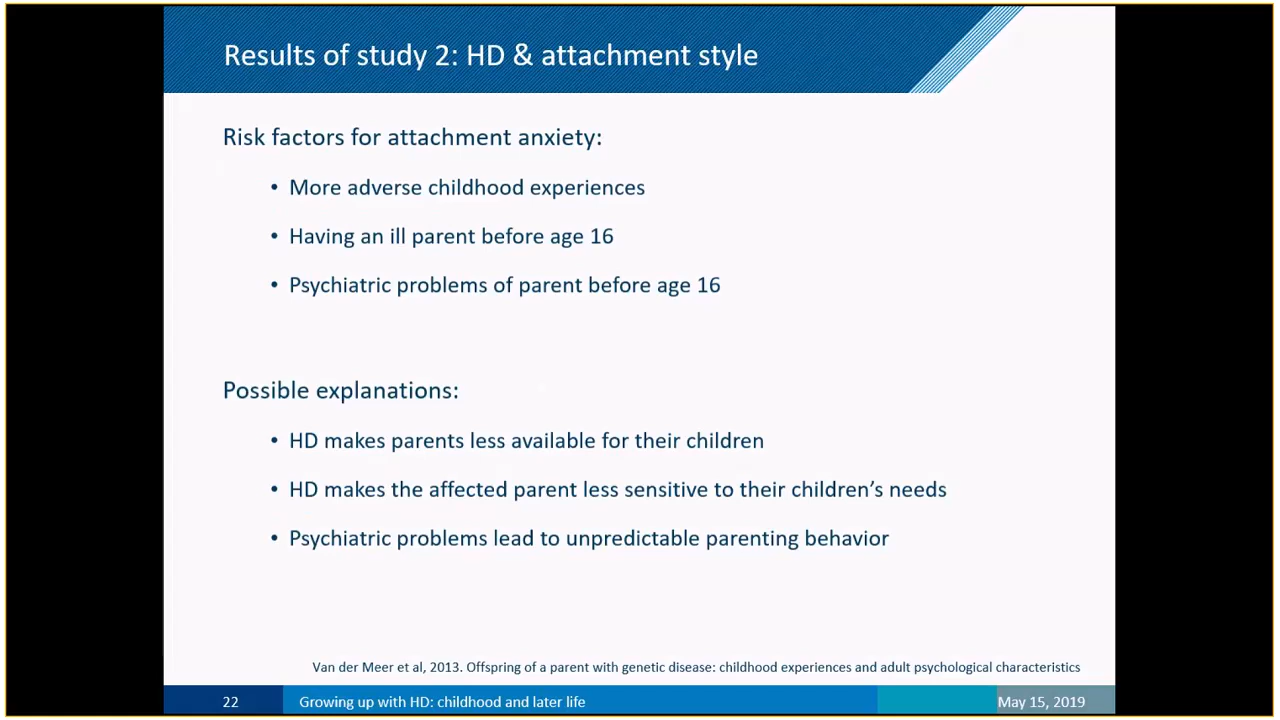 Results of study 2: HD & attachment style
Risk factors for attachment anxiety:
• More adverse childhood experiences
• Having an ill parent before age 16
• Psychiatric problems of parent before age 16
Possible explanations:
• HD makes parents less available for their children
• HD makes the affected parent less sensitive to their children’s needs
• Psychiatric problems lead to unpredictable parenting behavior
Van der Meer et al, 2013. Offspring of a parent with genetic disease: childhood experiences and adult psychological characteristics
22 Growing up with HD: childhood and later life May 15, 2019